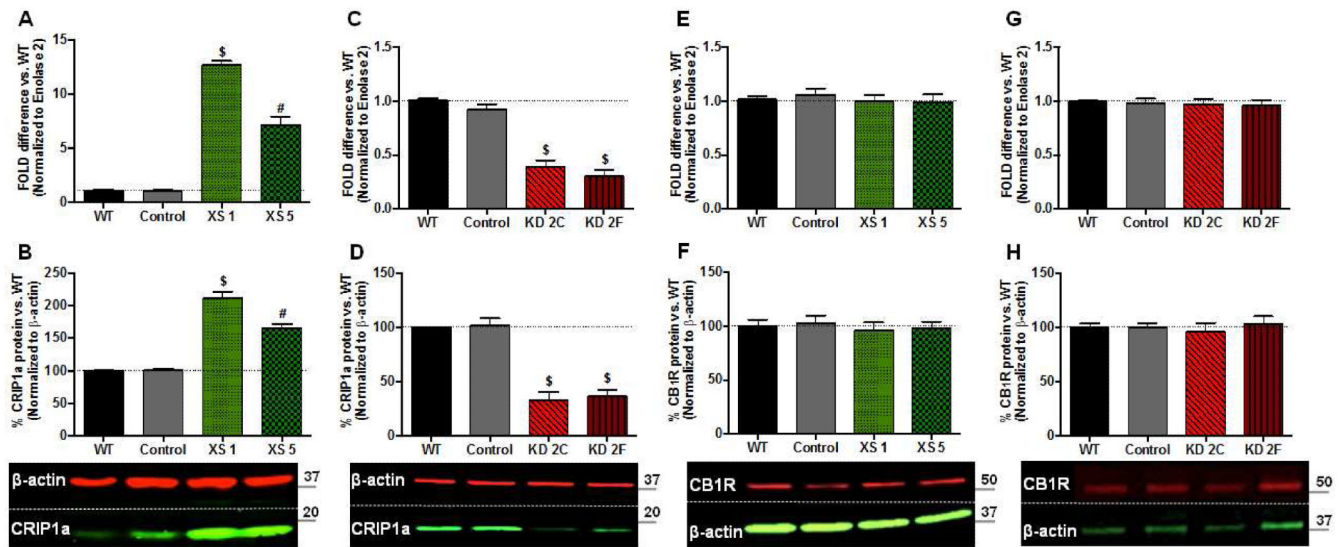 A
FOLD difference vs. WT
(Normalized to Enolase 2)
15
10
5
1
0
$
#
WT Control XS 1 XS 5
C
FOLD difference vs. WT
(Normalized to Enolase 2)
1.5
1.0
0.5
0.0
$ $
WT Control KD 2C KD 2F
E
FOLD difference vs. WT
(Normalized to Enolase 2)
1.5
1.0
0.5
0.0
WT Control XS 1 XS 5
G
FOLD difference vs. WT
(Normalized to Enolase 2)
1.5
1.0
0.5
0.0
WT Control KD 2C KD 2F
B
% CRIP1a protein vs. WT
(Normalized to β-actin)
250
200
150
100
50
0
$
#
WT Control XS 1 XS 5
β-actin 37
20
CRIP1a
D
% CRIP1a protein vs. WT
(Normalized to β-actin)
150
100
50
0
$ $
WT Control KD 2C KD 2F
β-actin 37
20
CRIP1a
F
% CB1R protein vs. WT
(Normalized to β-actin)
150
100
50
0
WT Control XS 1 XS 5
CB1R 50
37
β-actin
H
% CB1R protein vs. WT
(Normalized to β-actin)
150
100
50
0
WT Control KD 2C KD 2F
CB1R 50
β-actin 37